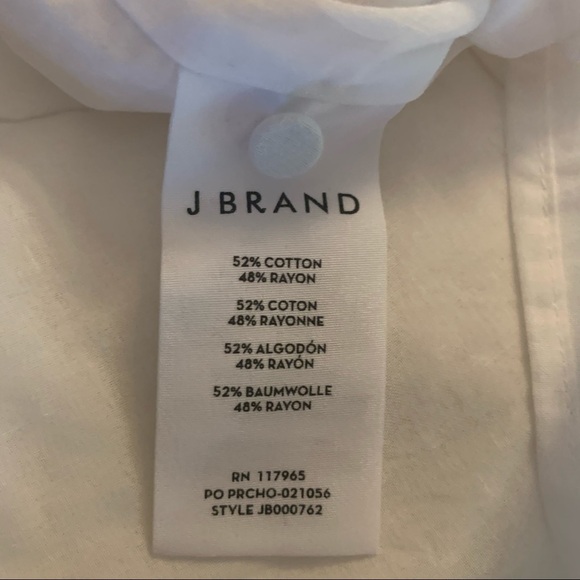 J BRAND
52% COTTON
48% RAYON
52% COTON
48% RAYONNE
52% ALGODÓN
48% RAYÓN
52% BAUMWOLLE
48% RAYON
RN 117965
PO PRCHO-021056
STYLE JB000762